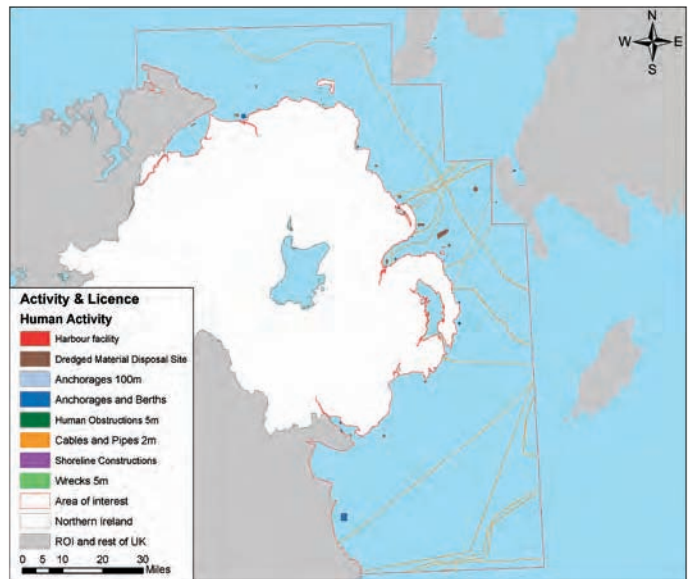 N
W E
S
Activity & Licence
Human Activity
Harbour facility
Dredged Material Disposal Site
Anchorages 100m
Anchorages and Berths
Human Obstructions 5m
Cables and Pipes 2m
Shoreline Constructions
Wrecks 5m
Area of interest
Northern Ireland
ROI and rest of UK
0 5 10 20 30
Miles